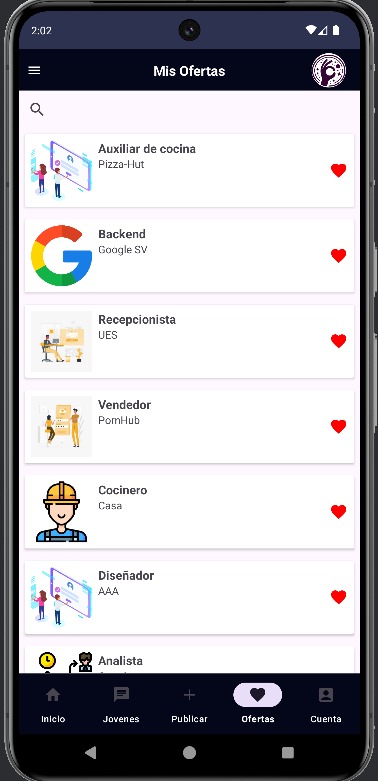 2:02
Mis Ofertas
Auxiliar de cocina
Pizza-Hut
Backend
Google SV
Recepcionista
UES
Vendedor
PornHub
Cocinero
Casa
Diseñador
AAA
Analista
Inicio
Jovenes
Publicar
Ofertas
Cuenta